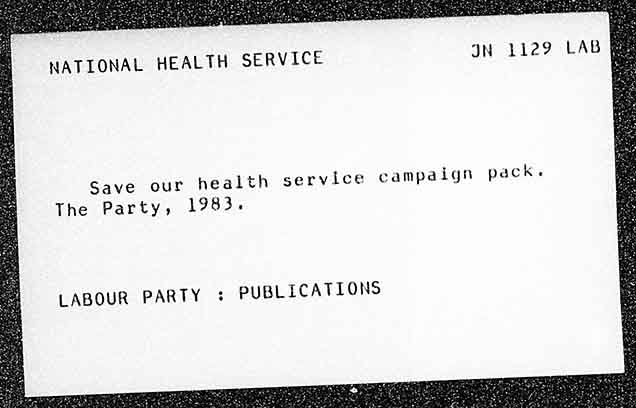 NATIONAL HEALTH SERVICE JN 1129 LAB
Save our health service campaign pack.
The Party, 1983.
LABOUR PARTY : PUBLICATIONS